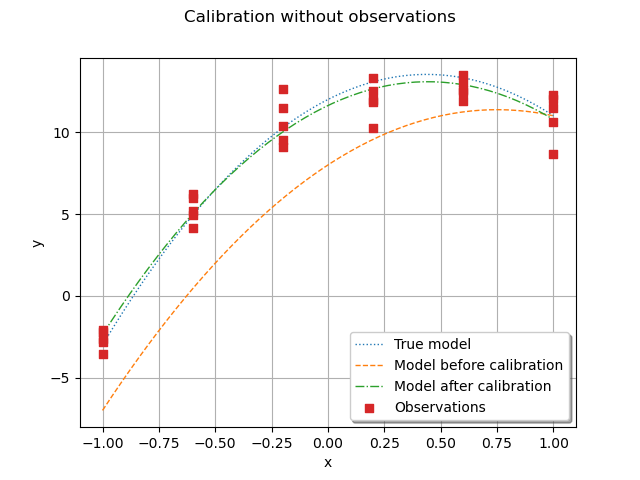 Calibration without observations
y
10
5
0
−5
−1.00 −0.75 −0.50 −0.25 0.00 0.25 0.50 0.75 1.00
x
True model
Model before calibration
Model after calibration
Observations